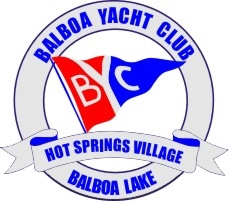 BALBOA YACHT CLUB
B Y C
HOT SPRINGS VILLAGE
BALBOA LAKE